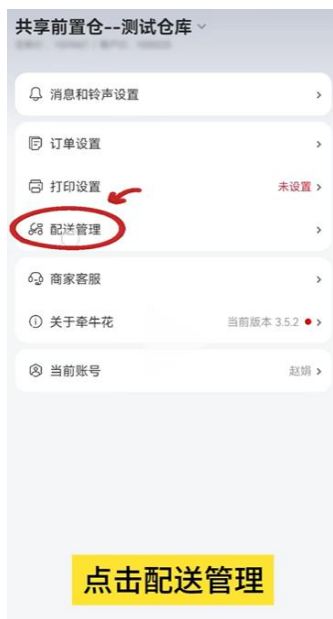 共享前置仓--测试仓库
消息和铃声设置
订单设置
打印设置 未设置
配送管理
商家客服
关于牵牛花 当前版本 3.5.2
当前账号 赵娟
点击配送管理